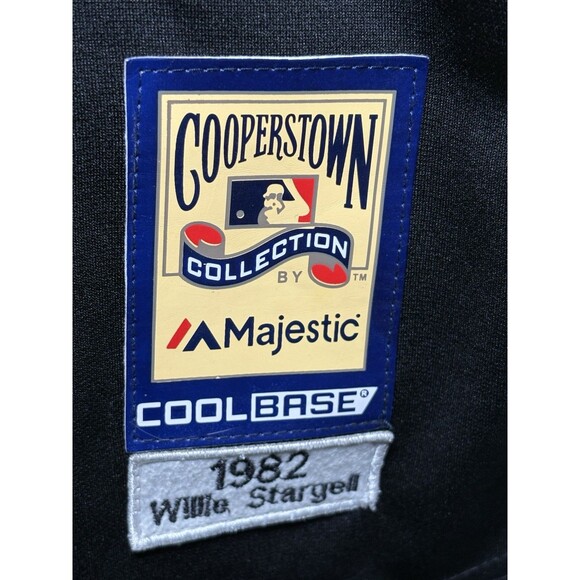 COOPERSTOWN
COLLECTION
BY TM
Majestic
COOLBASE®
1982
Willie Stargell